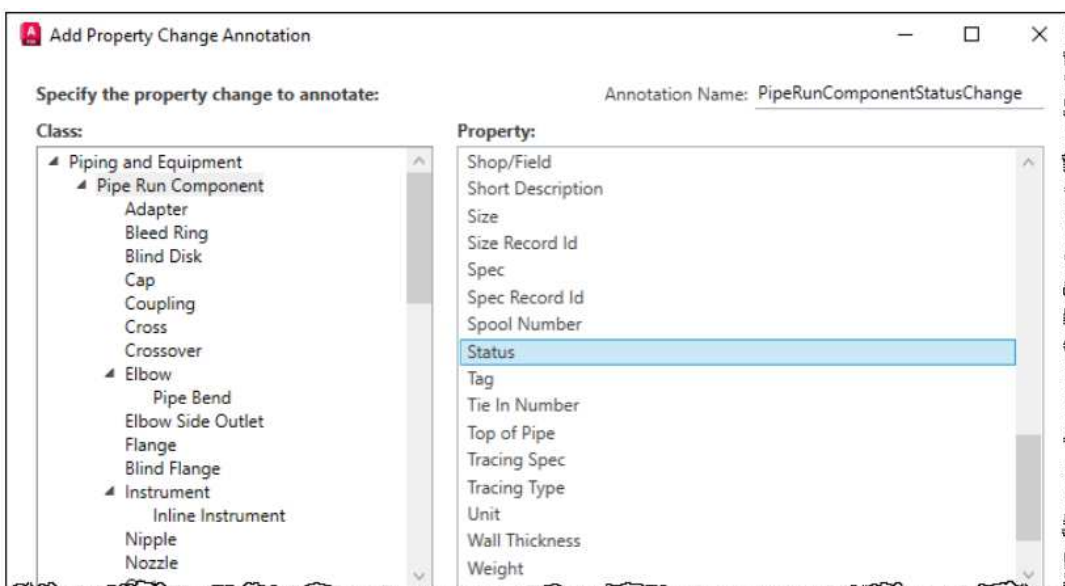 Add Property Change Annotation
Specify the property change to annotate:
Annotation Name: PipeRunComponentStatusChange
Class:
Piping and Equipment
Pipe Run Component
Adapter
Bleed Ring
Blind Disk
Cap
Coupling
Cross
Crossover
Elbow
Pipe Bend
Elbow Side Outlet
Flange
Blind Flange
Instrument
Inline Instrument
Nipple
Nozzle
Property:
Shop/Field
Short Description
Size
Size Record Id
Spec
Spec Record Id
Spool Number
Status
Tag
Tie In Number
Top of Pipe
Tracing Spec
Tracing Type
Unit
Wall Thickness
Weight